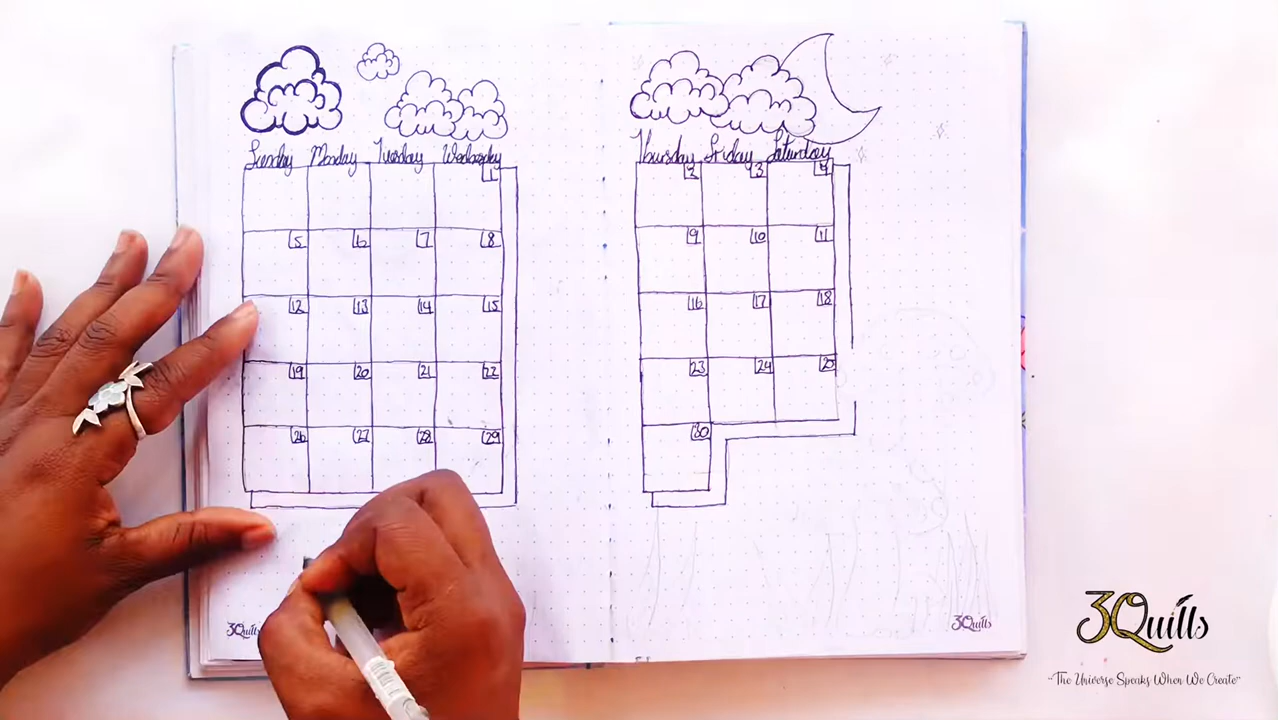 Sunday Monday Tuesday Wednesday Thursday Friday Saturday
1 2 3 4
5 6 7 8 9 10 11
12 13 14 15 16 17 18
19 20 21 22 23 24 25
26 27 28 29 30
3Quills
3Quills
3Quills
"The Universe Speaks When We Create"